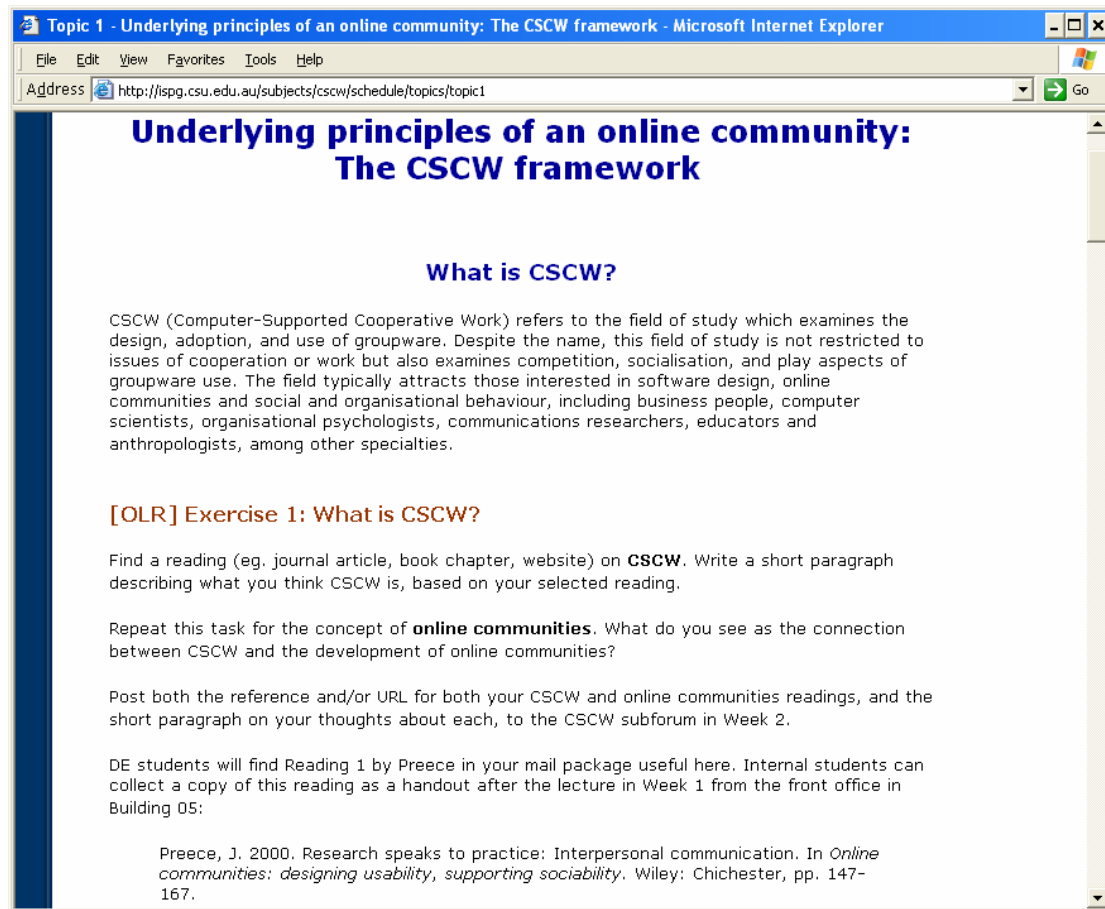 Topic 1 - Underlying principles of an online community: The CSCW framework - Microsoft Internet Explorer
File Edit View Favorites Tools Help
Address http://ispg.csu.edu.au/subjects/cscw/schedule/topics/topic1 Go
Underlying principles of an online community:
The CSCW framework
What is CSCW?
CSCW (Computer-Supported Cooperative Work) refers to the field of study which examines the
design, adoption, and use of groupware. Despite the name, this field of study is not restricted to
issues of cooperation or work but also examines competition, socialisation, and play aspects of
groupware use. The field typically attracts those interested in software design, online
communities and social and organisational behaviour, including business people, computer
scientists, organisational psychologists, communications researchers, educators and
anthropologists, among other specialties.
[OLR] Exercise 1: What is CSCW?
Find a reading (eg. journal article, book chapter, website) on CSCW. Write a short paragraph
describing what you think CSCW is, based on your selected reading.
Repeat this task for the concept of online communities. What do you see as the connection
between CSCW and the development of online communities?
Post both the reference and/or URL for both your CSCW and online communities readings, and the
short paragraph on your thoughts about each, to the CSCW subforum in Week 2.
DE students will find Reading 1 by Preece in your mail package useful here. Internal students can
collect a copy of this reading as a handout after the lecture in Week 1 from the front office in
Building 05:
Preece, J. 2000. Research speaks to practice: Interpersonal communication. In Online
communities: designing usability, supporting sociability. Wiley: Chichester, pp. 147-
167.